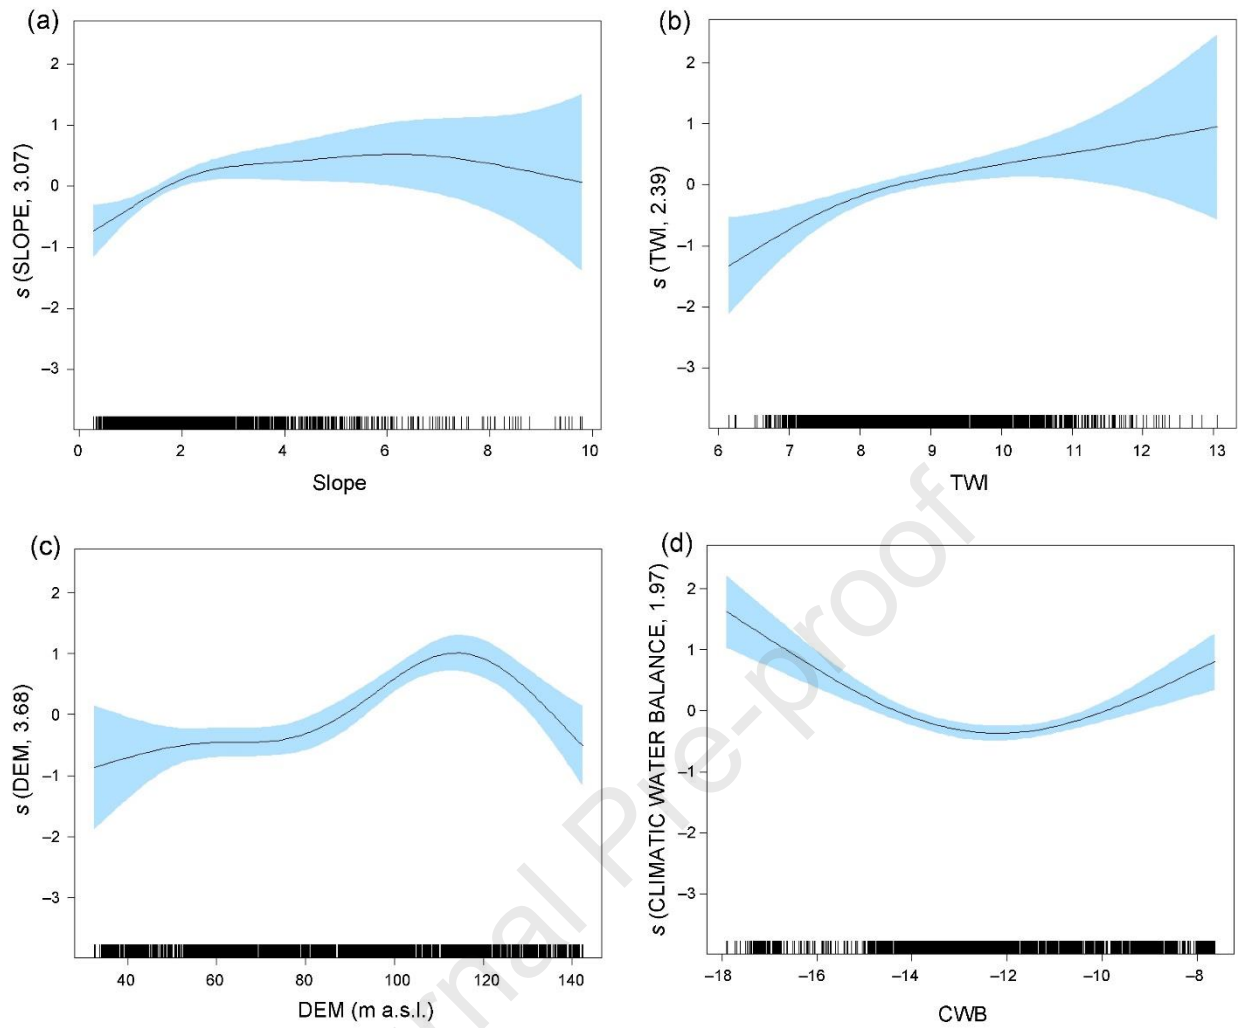 (a)
2
1
0
–1
–2
–3
s (SLOPE, 3.07)
0 2 4 6 8 10
Slope
(b)
2
1
0
–1
–2
–3
s (TWI, 2.39)
6 7 8 9 10 11 12 13
TWI
(c)
2
1
0
–1
–2
–3
s (DEM, 3.68)
40 60 80 100 120 140
DEM (m a.s.l.)
(d)
2
1
0
–1
–2
–3
s (CLIMATIC WATER BALANCE, 1.97)
–18 –16 –14 –12 –10 –8
CWB
rnal Pre-proof